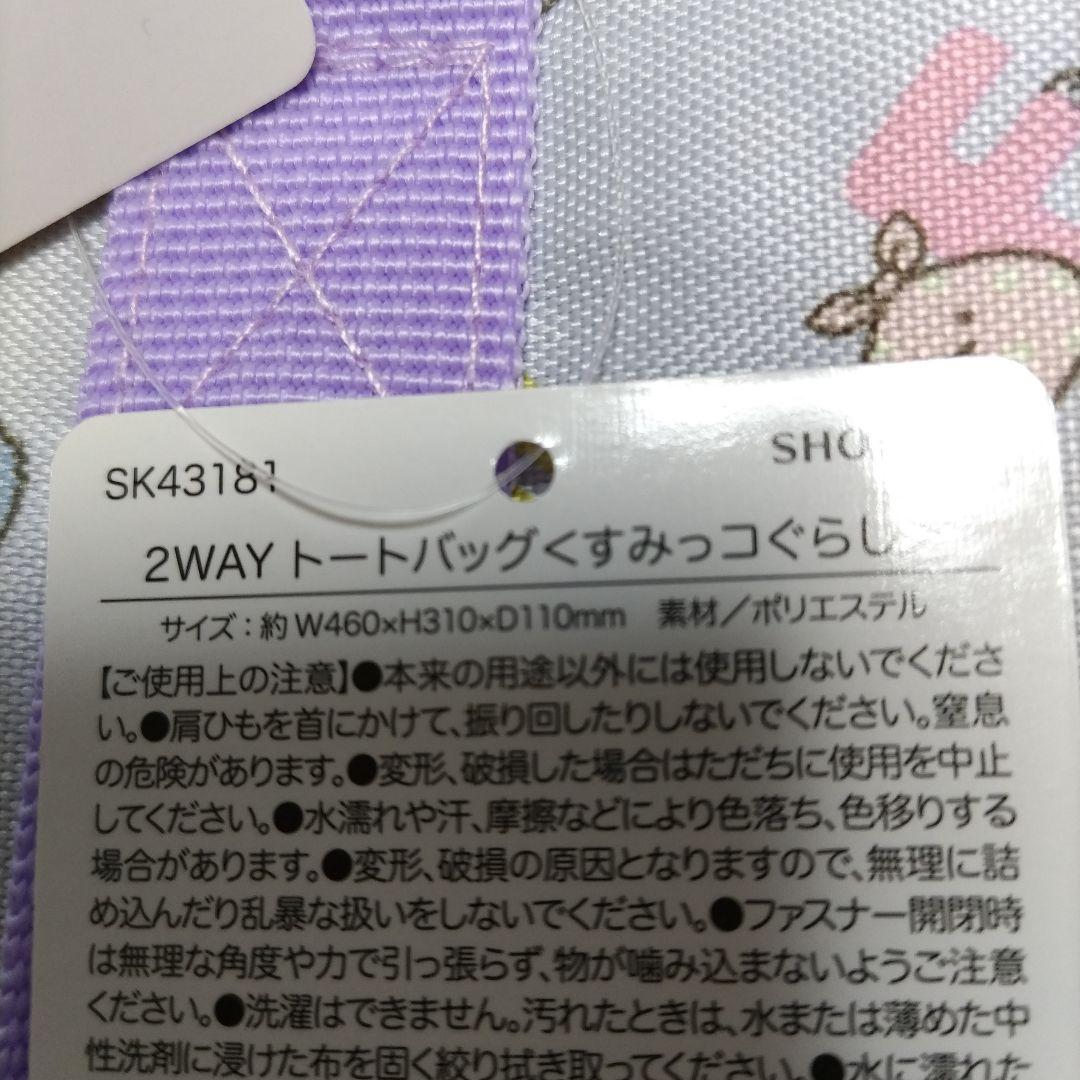 SK43181
SHO
2WAY トートバッグくすみっコぐらし
サイズ：約 W460×H310×D110mm 素材／ポリエステル
【ご使用上の注意】●本来の用途以外には使用しないでくださ
い。●肩ひもを首にかけて、振り回したりしないでください。窒息
の危険があります。●変形、破損した場合はただちに使用を中止
してください。●水濡れや汗、摩擦などにより色落ち、色移りする
場合があります。●変形、破損の原因となりますので、無理に詰
め込んだり乱暴な扱いをしないでください。●ファスナー開閉時
は無理な角度や力で引っ張らず、物が噛み込まないようご注意
ください。●洗濯はできません。汚れたときは、水または薄めた中
性洗剤に浸けた布を固く絞り拭き取ってください。●水に濡れた